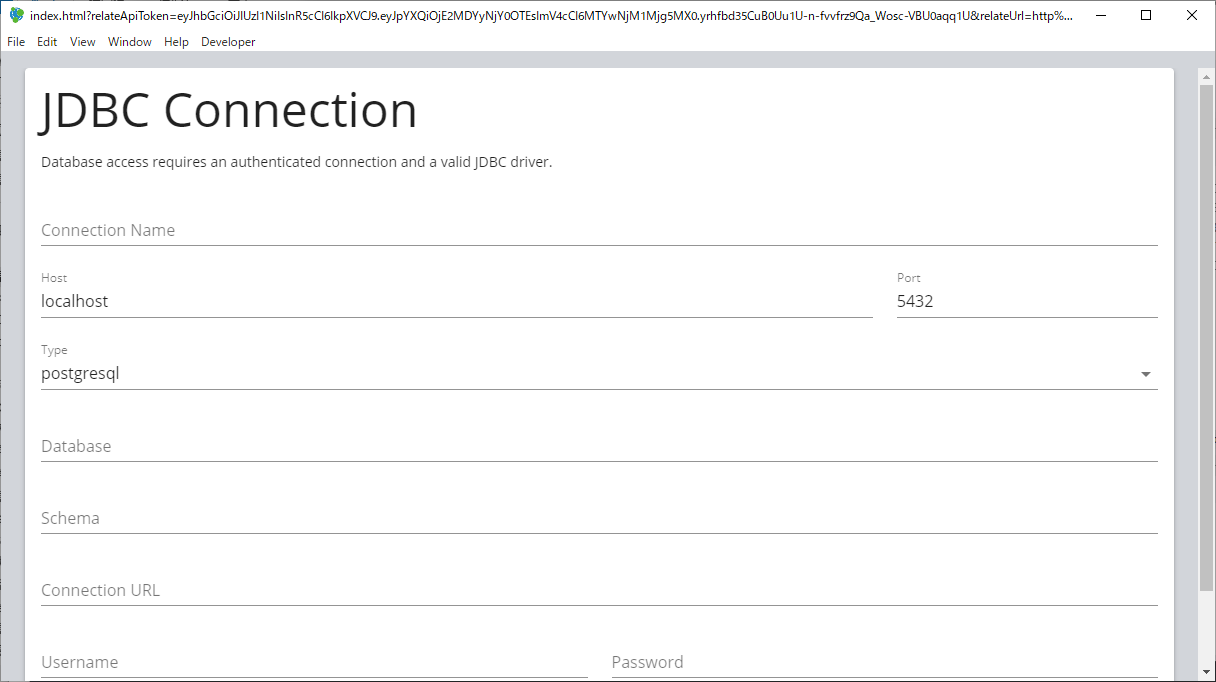 index.html?relateApiToken=eyJhbGciOiJIUzI1NiIsInR5cCI6IkpXVCJ9.eyJpYXQiOjE2MDYyNjY0OTEsImV4cCI6MTYwNjM1Mjg5MX0.yrhfbd35CuB0Uu1U-n-fvvfrz9Qa_Wosc-VBU0aqq1U&relateUrl=http%...
File Edit View Window Help Developer
JDBC Connection
Database access requires an authenticated connection and a valid JDBC driver.
Connection Name
Host Port
localhost 5432
Type
postgresql
Database
Schema
Connection URL
Username Password